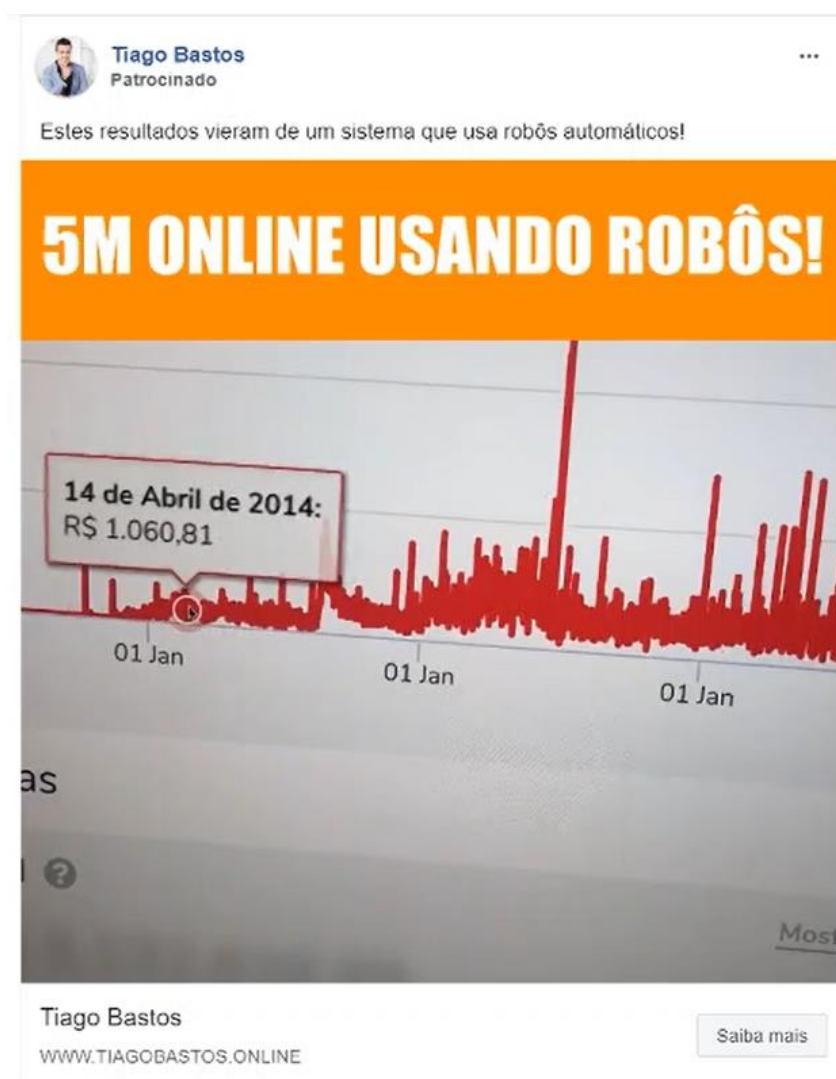 Tiago Bastos
Patrocinado
Estes resultados vieram de um sistema que usa robôs automáticos!
5M ONLINE USANDO ROBÔS!
14 de Abril de 2014:
R$ 1.060,81
01 Jan
01 Jan
01 Jan
as
?
Most
Tiago Bastos
Saiba mais
WWW.TIAGOBASTOS.ONLINE